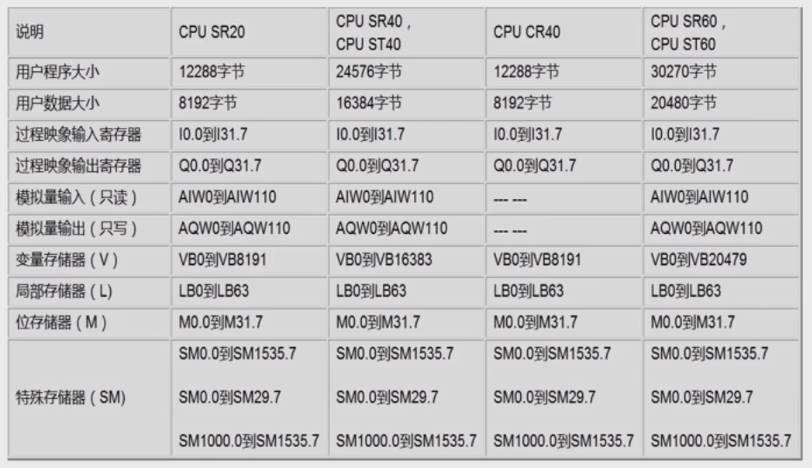 说明 CPU SR20 CPU SR40， CPU CR40 CPU SR60，
CPU ST40 CPU ST60
用户程序大小 12288字节 24576字节 12288字节 30270字节
用户数据大小 8192字节 16384字节 8192字节 20480字节
过程映象输入寄存器 I0.0到I31.7 I0.0到I31.7 I0.0到I31.7 I0.0到I31.7
过程映象输出寄存器 Q0.0到Q31.7 Q0.0到Q31.7 Q0.0到Q31.7 Q0.0到Q31.7
模拟量输入（只读） AIW0到AIW110 AIW0到AIW110 --- --- AIW0到AIW110
模拟量输出（只写） AQW0到AQW110 AQW0到AQW110 --- --- AQW0到AQW110
变量存储器（V） VB0到VB8191 VB0到VB16383 VB0到VB8191 VB0到VB20479
局部存储器（L） LB0到LB63 LB0到LB63 LB0到LB63 LB0到LB63
位存储器（M） M0.0到M31.7 M0.0到M31.7 M0.0到M31.7 M0.0到M31.7
SM0.0到SM1535.7 SM0.0到SM1535.7 SM0.0到SM1535.7 SM0.0到SM1535.7
特殊存储器（SM) SM0.0到SM29.7 SM0.0到SM29.7 SM0.0到SM29.7 SM0.0到SM29.7
SM1000.0到SM1535.7 SM1000.0到SM1535.7 SM1000.0到SM1535.7 SM1000.0到SM1535.7